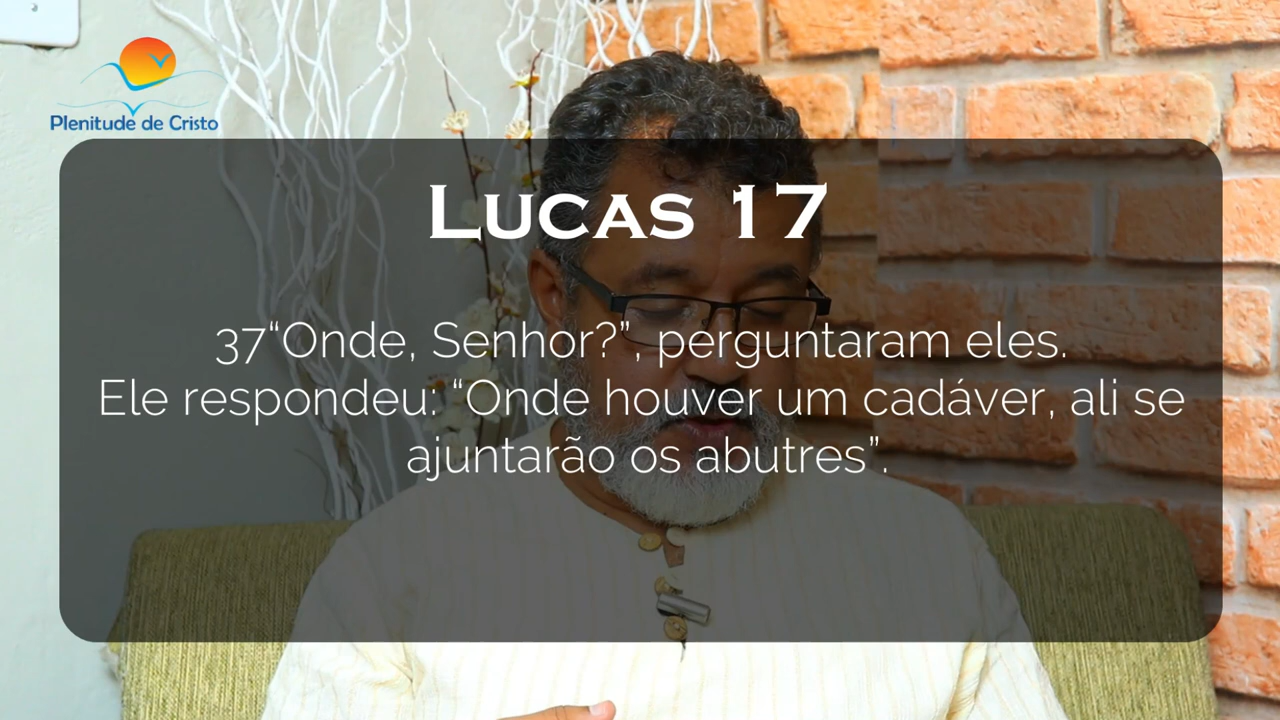 Plenitude de Cristo
Lucas 17
37“Onde, Senhor?”, perguntaram eles.
Ele respondeu: “Onde houver um cadáver, ali se
ajuntarão os abutres”.